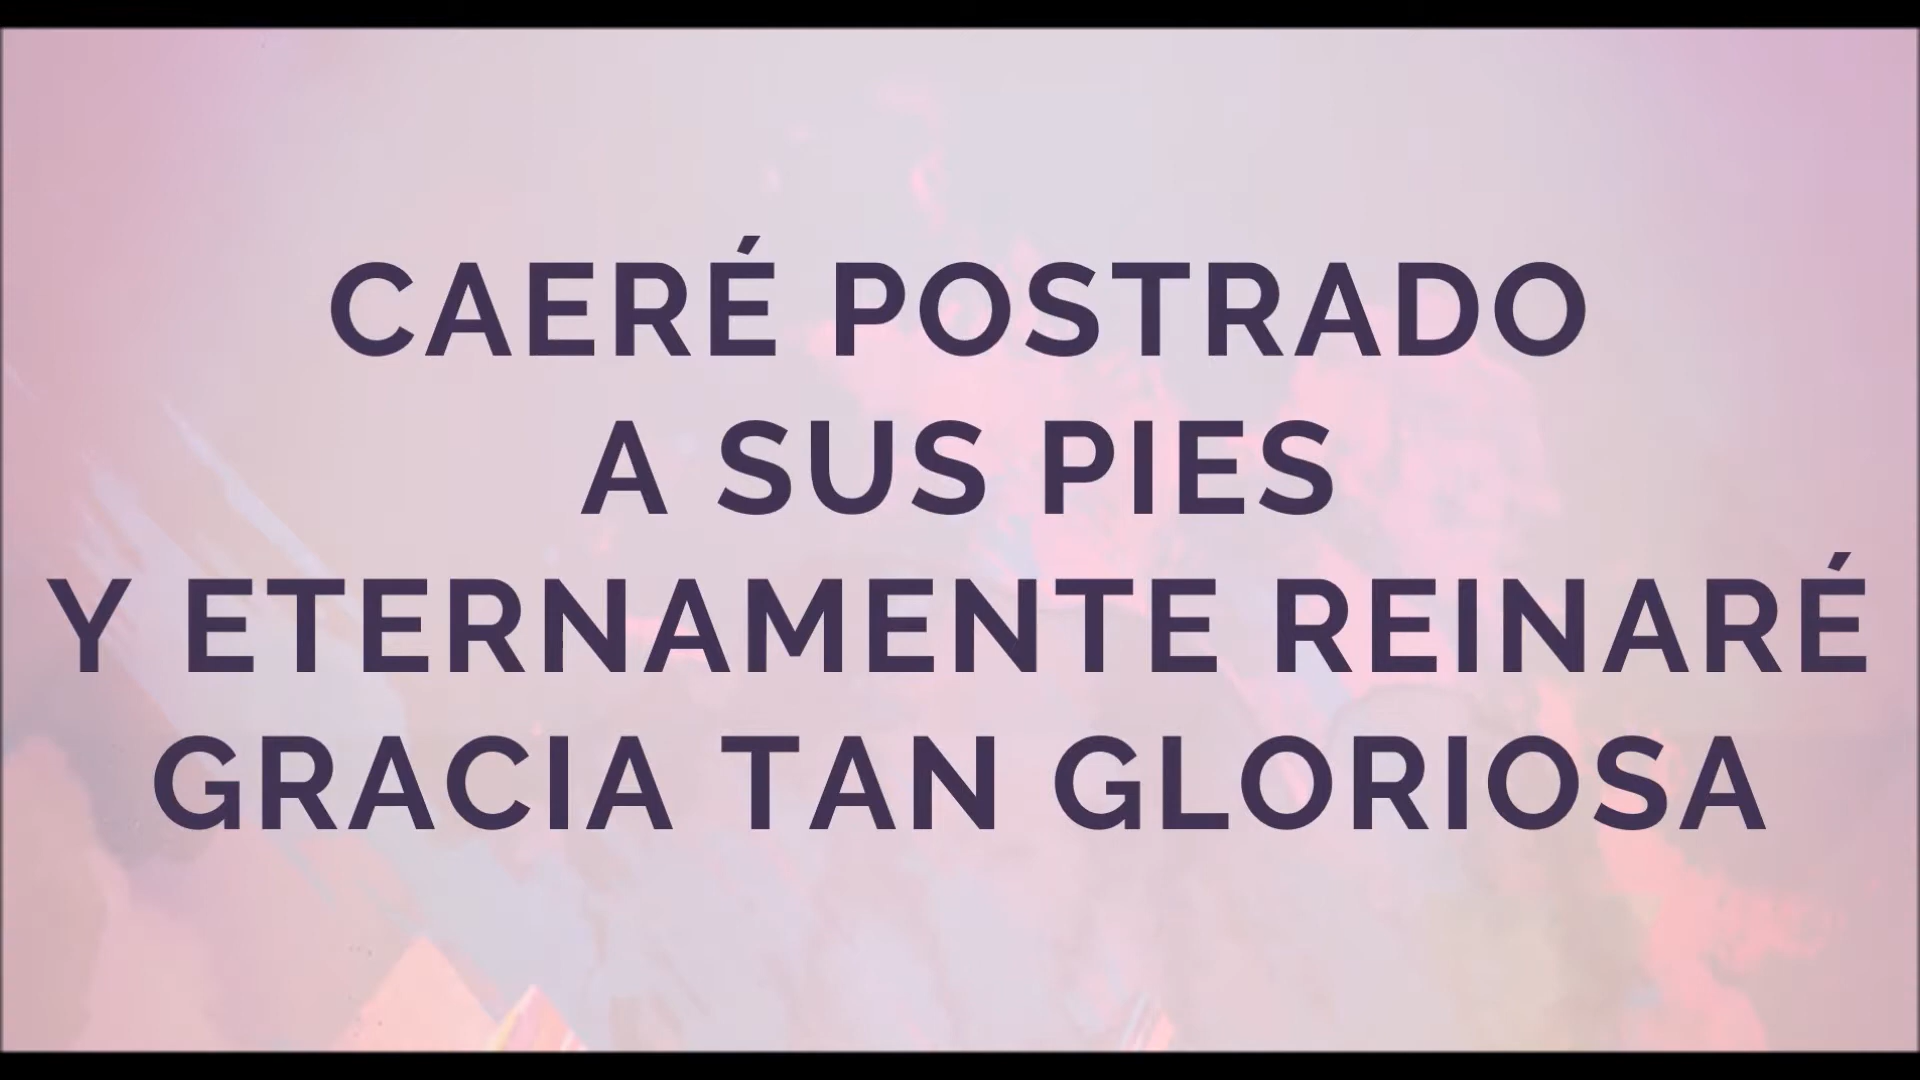 CAERÉ POSTRADO
A SUS PIES
Y ETERNAMENTE REINARÉ
GRACIA TAN GLORIOSA